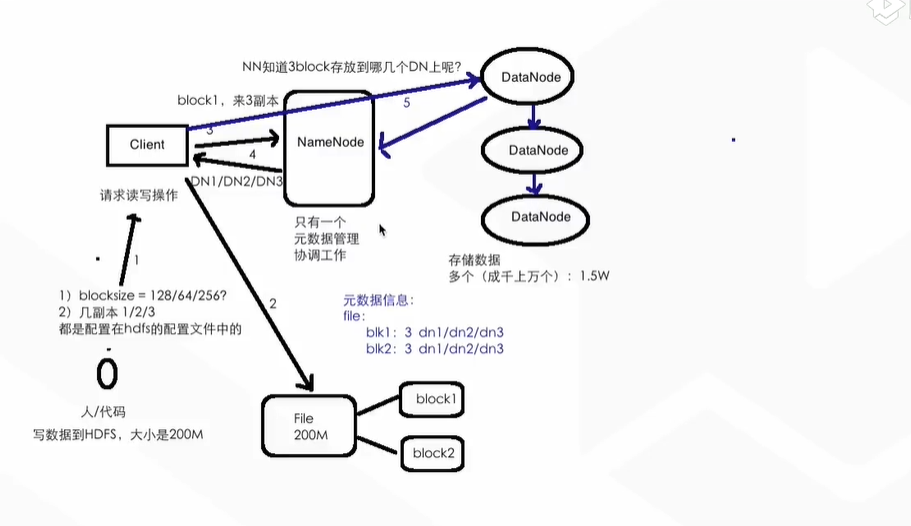 NN知道3block存放到哪几个DN上呢?
DataNode
block1，来3副本
5
3
Client
4
NameNode
DataNode
DN1/DN2/DN3
请求读写操作
DataNode
只有一个
元数据管理
协调工作
1
存储数据
多个（成千上万个）：1.5W
1）blocksize = 128/64/256?
2）几副本 1/2/3
都是配置在hdfs的配置文件中的
2
元数据信息：
file：
blk1：3 dn1/dn2/dn3
blk2：3 dn1/dn2/dn3
人/代码
写数据到HDFS，大小是200M
File
200M
block1
block2